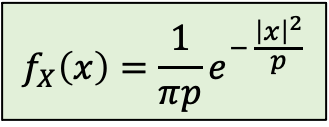 f_X(x) = \frac{1}{\pi p} e^{-\frac{|x|^2}{p}}